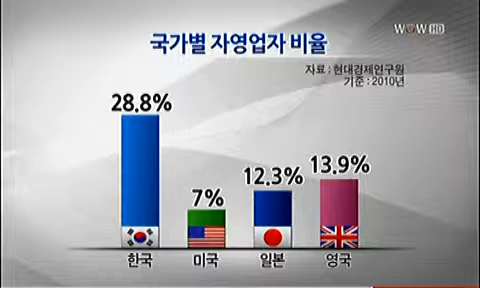 WOW HD
국가별 자영업자 비율
자료 : 현대경제연구원
기준 : 2010년
28.8%
7%
12.3%
13.9%
한국
미국
일본
영국